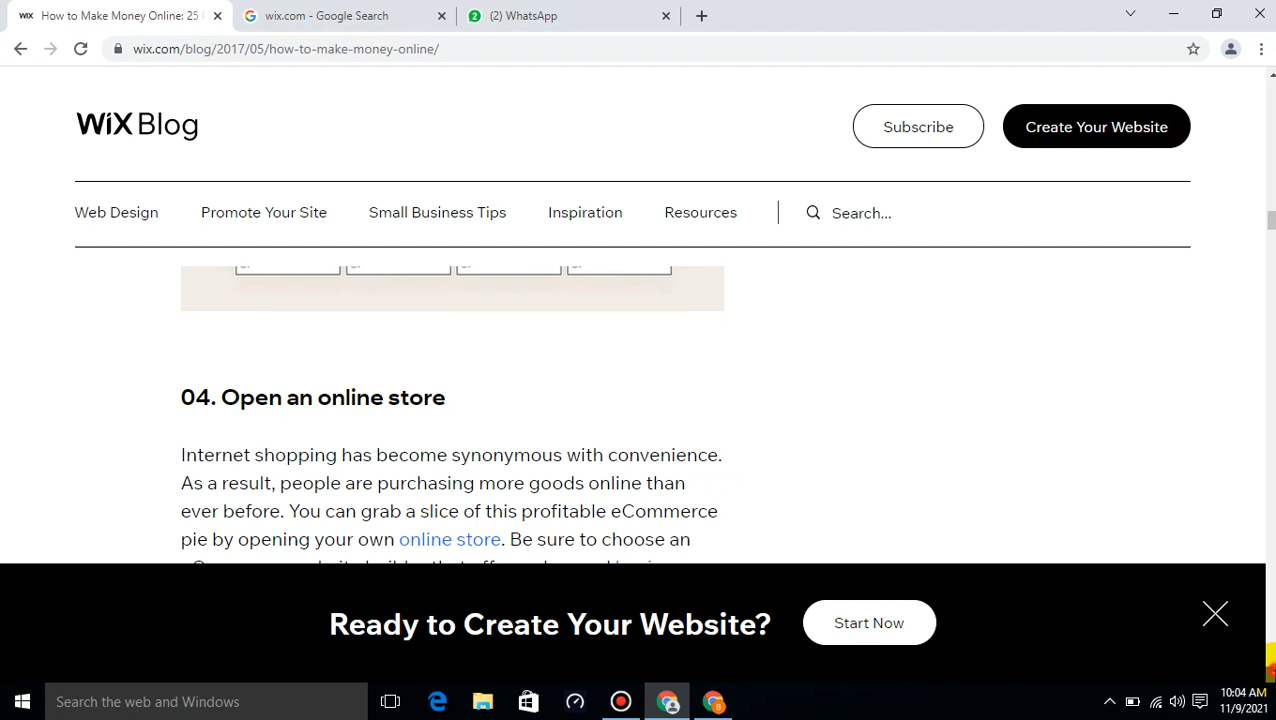 WiX How to Make Money Online: 25
wix.com - Google Search
2 (2) WhatsApp
wix.com/blog/2017/05/how-to-make-money-online/
WiX Blog
Subscribe
Create Your Website
Web Design
Promote Your Site
Small Business Tips
Inspiration
Resources
Search...
04. Open an online store
Internet shopping has become synonymous with convenience.
As a result, people are purchasing more goods online than
ever before. You can grab a slice of this profitable eCommerce
pie by opening your own online store. Be sure to choose an
Ready to Create Your Website?
Start Now
Search the web and Windows
10:04 AM
11/9/2021